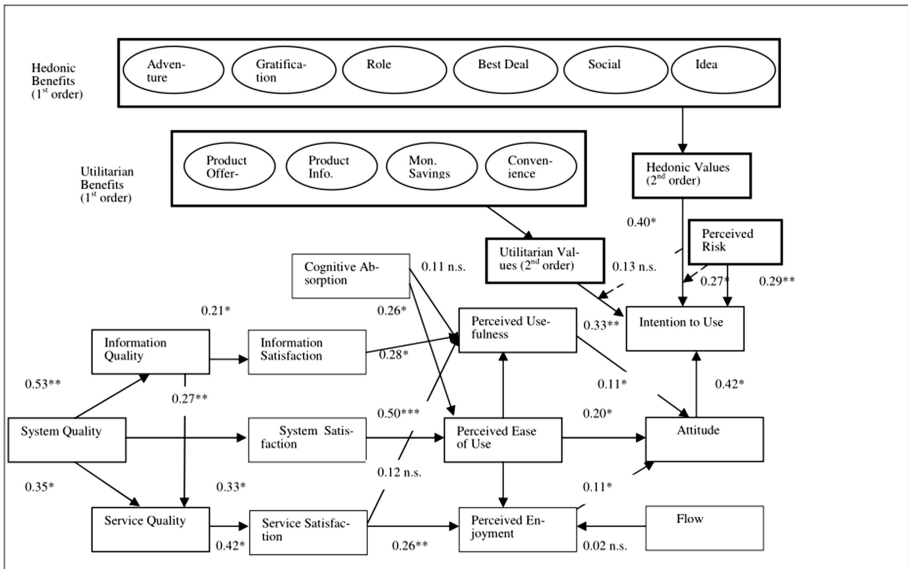 Hedonic
Benefits
(1st order)
Adven-
ture
Gratifica-
tion
Role
Best Deal
Social
Idea
Utilitarian
Benefits
(1st order)
Product
Offer-
Product
Info.
Mon.
Savings
Conven-
ience
Hedonic Values
(2nd order)
0.40*
Perceived
Risk
Utilitarian Val-
ues (2nd order)
0.13 n.s.
0.27*
0.29**
Cognitive Ab-
sorption
0.11 n.s.
0.26*
0.21*
Perceived Use-
fulness
0.33**
Intention to Use
Information
Quality
Information
Satisfaction
0.28*
0.53**
0.27**
0.11*
0.42*
0.50***
0.20*
System Quality
System Satis-
faction
Perceived Ease
of Use
Attitude
0.12 n.s.
0.35*
0.33*
0.11*
Service Quality
Service Satisfac-
tion
Perceived En-
joyment
Flow
0.42*
0.26**
0.02 n.s.